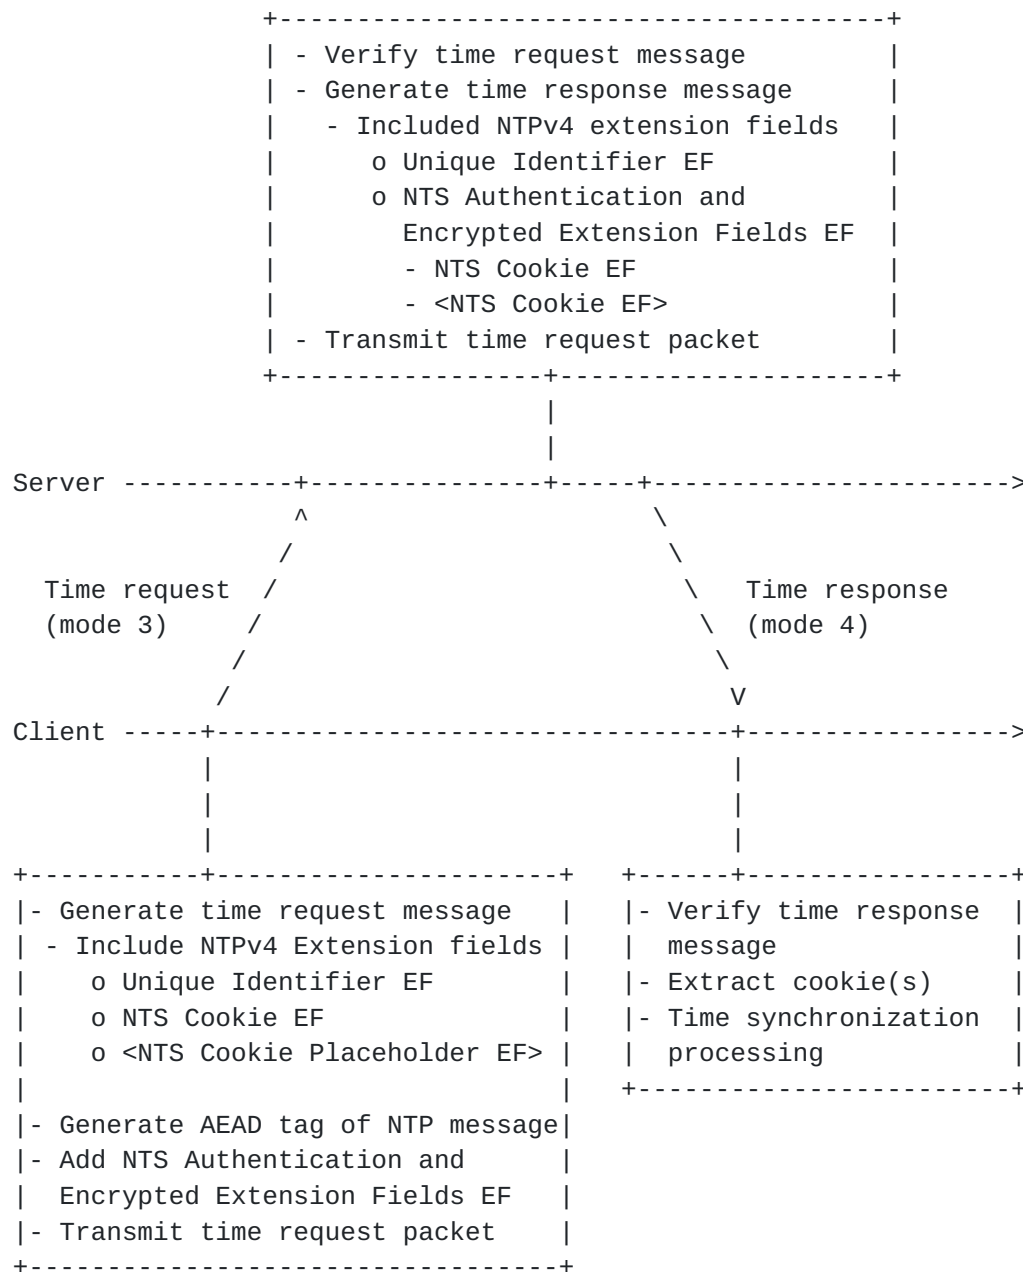 - Verify time request message
- Generate time response message
- Included NTPv4 extension fields
o Unique Identifier EF
o NTS Authentication and
Encrypted Extension Fields EF
- NTS Cookie EF
- <NTS Cookie EF>
- Transmit time request packet
Server
Time request
(mode 3)
Time response
(mode 4)
Client
- Generate time request message
- Include NTPv4 Extension fields
o Unique Identifier EF
o NTS Cookie EF
o <NTS Cookie Placeholder EF>
- Generate AEAD tag of NTP message
- Add NTS Authentication and
Encrypted Extension Fields EF
- Transmit time request packet
- Verify time response
message
- Extract cookie(s)
- Time synchronization
processing